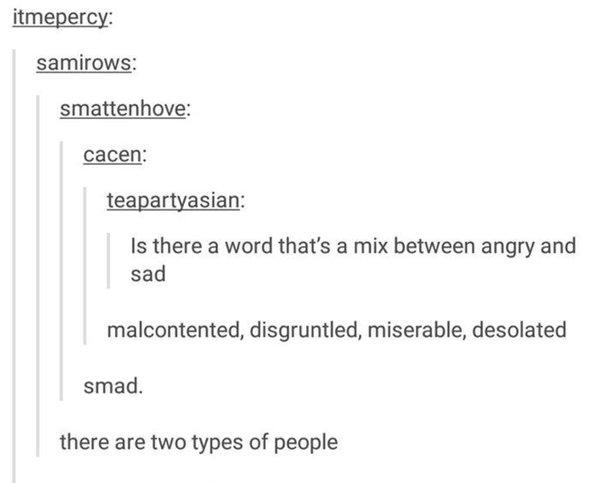 itmepercy:
samirows:
smattenhove:
cacen:
teapartyasian:
Is there a word that's a mix between angry and
sad
malcontented, disgruntled, miserable, desolated
smad.
there are two types of people